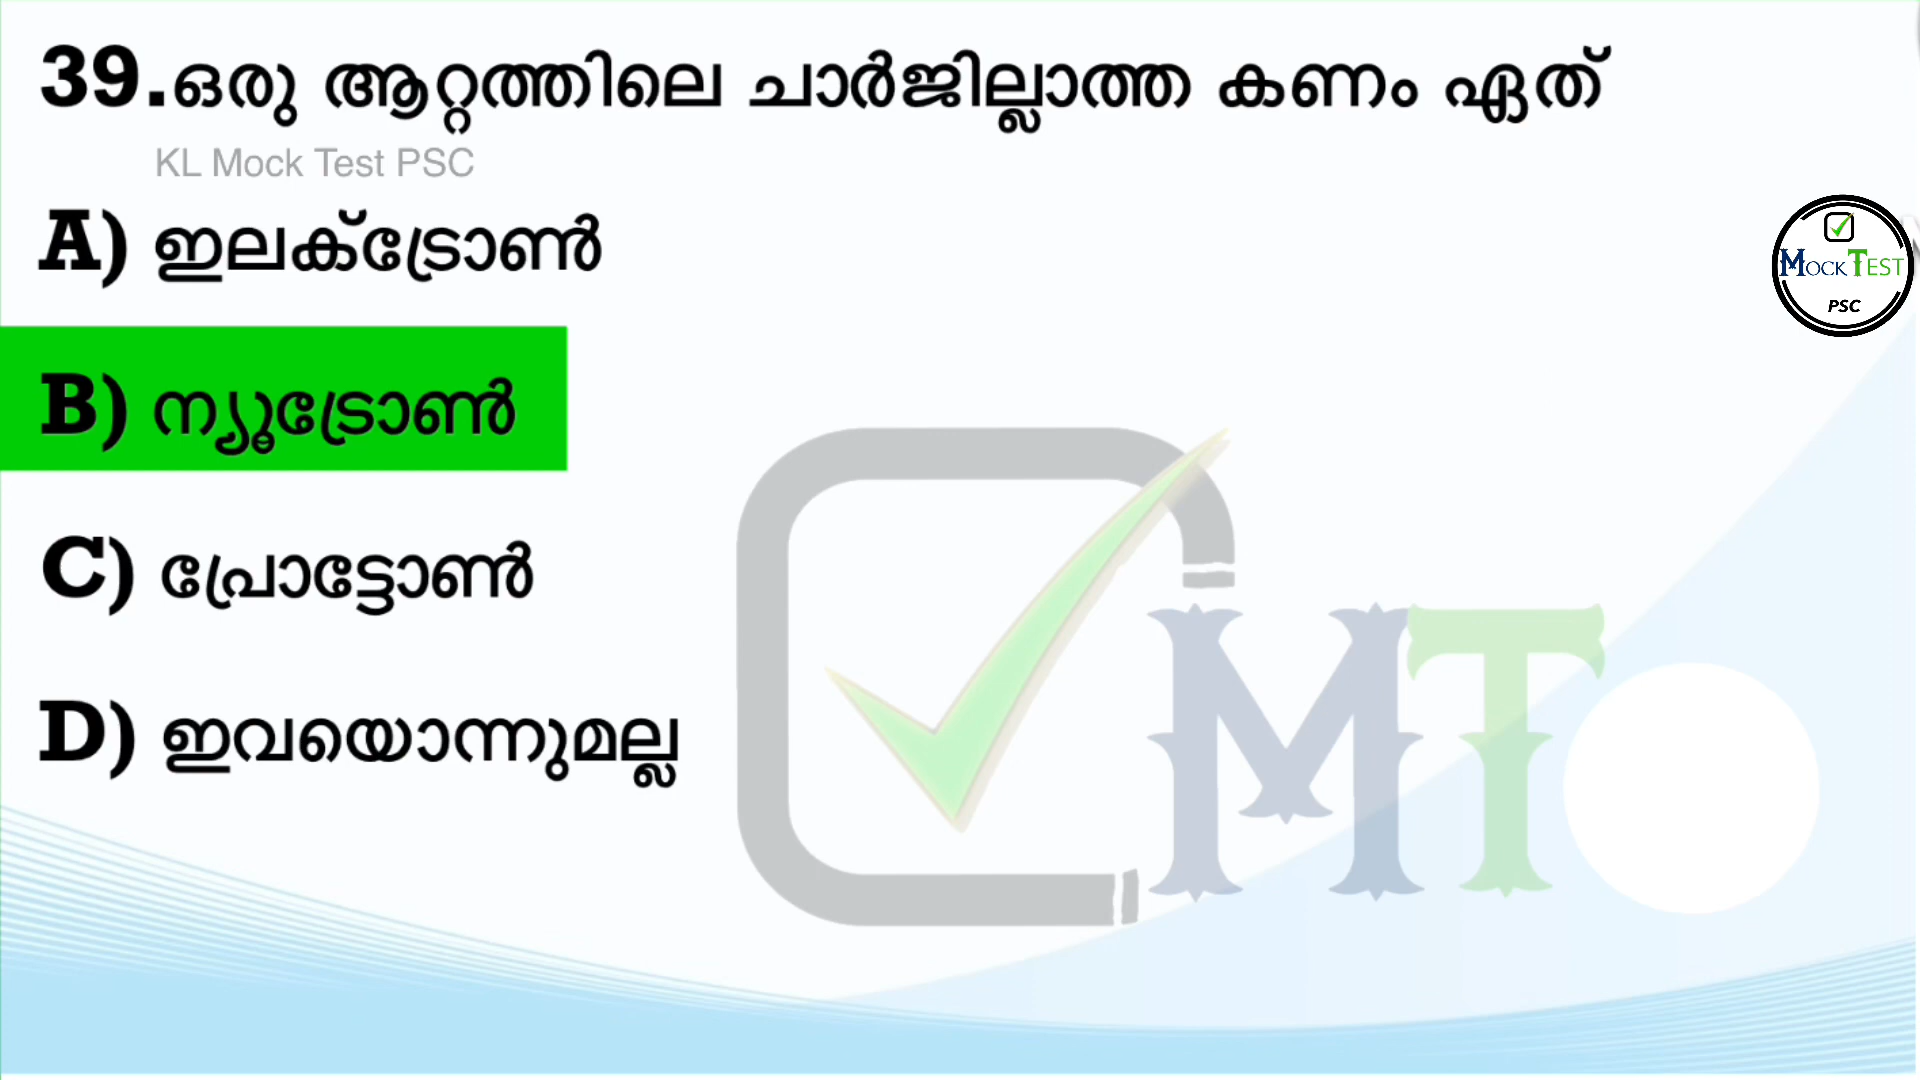 39.ഒരു ആറ്റത്തിലെ ചാർജില്ലാത്ത കണം ഏത്
KL Mock Test PSC
A) ഇലക്ട്രോൺ
B) ന്യൂട്രോൺ
C) പ്രോട്ടോൺ
D) ഇവയൊന്നുമല്ല
MOCK TEST
PSC
MT